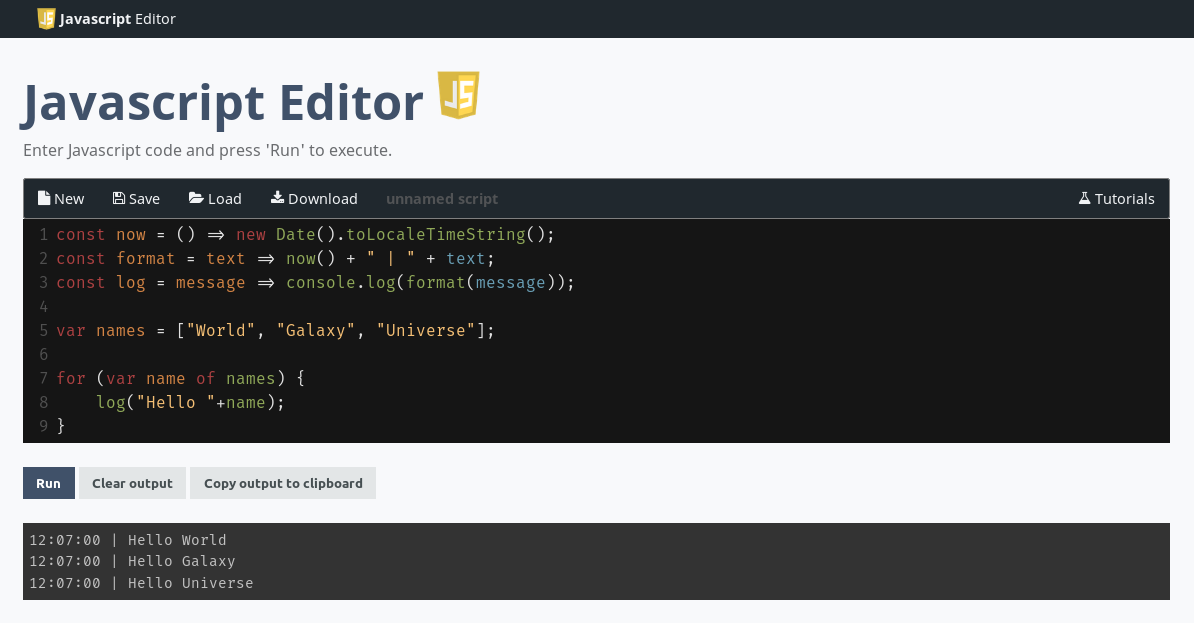 JS Javascript Editor
Javascript Editor JS
Enter Javascript code and press 'Run' to execute.
New Save Load Download unnamed script Tutorials
1 const now = () => new Date().toLocaleTimeString();
2 const format = text => now() + " | " + text;
3 const log = message => console.log(format(message));
4
5 var names = ["World", "Galaxy", "Universe"];
6
7 for (var name of names) {
8     log("Hello "+name);
9 }
Run Clear output Copy output to clipboard
12:07:00 | Hello World
12:07:00 | Hello Galaxy
12:07:00 | Hello Universe